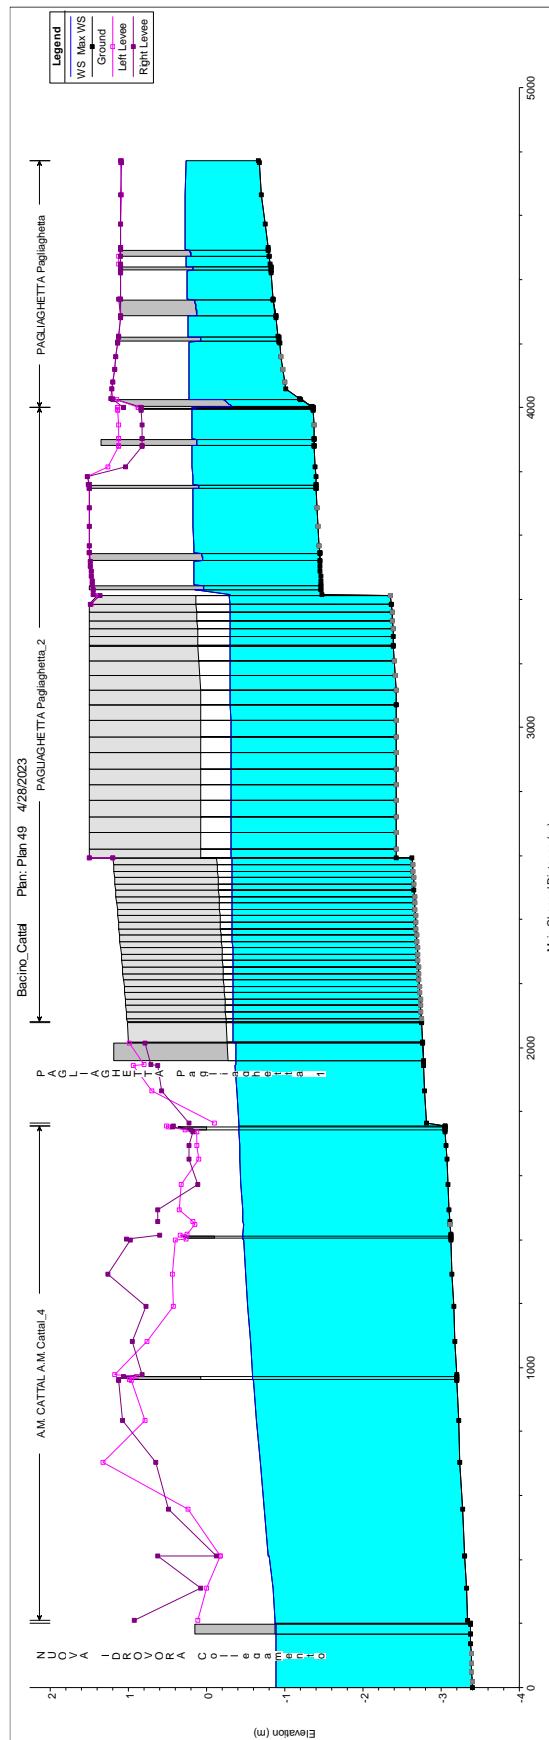 Bacino_Cattal Plan: Plan 49 4/28/2023
Legend
WS Max WS
Ground
Left Levee
Right Levee
NUOVA IDROVORA Collegamento
A.M. CATTAL A.M. Cattal_4
PAGLIAGHETTA Pagliaghetta 1
PAGLIAGHETTA Pagliaghetta_2
PAGLIAGHETTA Pagliaghetta
Elevation (m)
2
1
0
-1
-2
-3
-4
0
1000
2000
3000
4000
5000